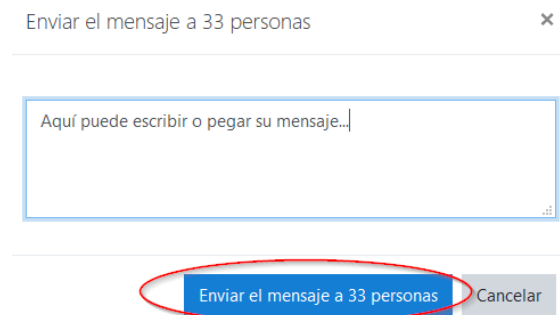 Enviar el mensaje a 33 personas ×
Aquí puede escribir o pegar su mensaje...
Enviar el mensaje a 33 personas Cancelar